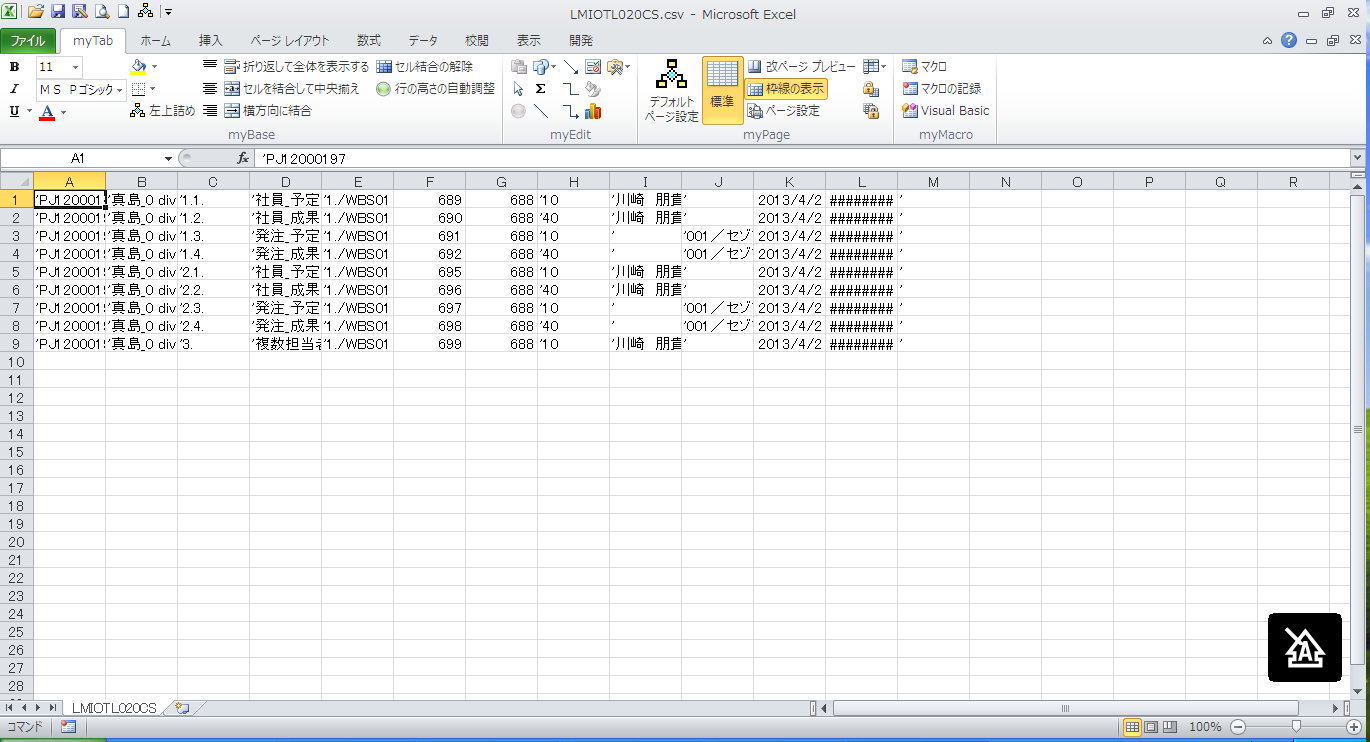 LMIOTL020CS.csv - Microsoft Excel
ファイル myTab ホーム 挿入 ページ レイアウト 数式 データ 校閲 表示 開発
B 11 折り返して全体を表示する セル結合の解除 改ページ プレビュー マクロ
I ＭＳ Ｐゴシック セルを結合して中央揃え 行の高さの自動調整 デフォルト ページ設定 標準 枠線の表示 マクロの記録
U A 左上詰め 横方向に結合 Σ ページ設定 Visual Basic
myBase myEdit myPage myMacro
A1 fx 'PJ12000197
A B C D E F G H I J K L M N O P Q R
1 'PJ120001 '真島_0 div '1.1. '社員_予定 '1./WBS01 689 688 '10 '川崎　朋貴 ' 2013/4/2 ######## '
2 'PJ120001 '真島_0 div '1.2. '社員_成果 '1./WBS01 690 688 '40 '川崎　朋貴 ' 2013/4/2 ######## '
3 'PJ120001 '真島_0 div '1.3. '発注_予定 '1./WBS01 691 688 '10 ' '001／セゾ 2013/4/2 ######## '
4 'PJ120001 '真島_0 div '1.4. '発注_成果 '1./WBS01 692 688 '40 ' '001／セゾ 2013/4/2 ######## '
5 'PJ120001 '真島_0 div '2.1. '社員_予定 '1./WBS01 695 688 '10 '川崎　朋貴 ' 2013/4/2 ######## '
6 'PJ120001 '真島_0 div '2.2. '社員_成果 '1./WBS01 696 688 '40 '川崎　朋貴 ' 2013/4/2 ######## '
7 'PJ120001 '真島_0 div '2.3. '発注_予定 '1./WBS01 697 688 '10 ' '001／セゾ 2013/4/2 ######## '
8 'PJ120001 '真島_0 div '2.4. '発注_成果 '1./WBS01 698 688 '40 ' '001／セゾ 2013/4/2 ######## '
9 'PJ120001 '真島_0 div '3. '複数担当者 '1./WBS01 699 688 '10 '川崎　朋貴 ' 2013/4/2 ######## '
10
11
12
13
14
15
16
17
18
19
20
21
22
23
24
25
26
27
28
A
LMIOTL020CS
コマンド 100%